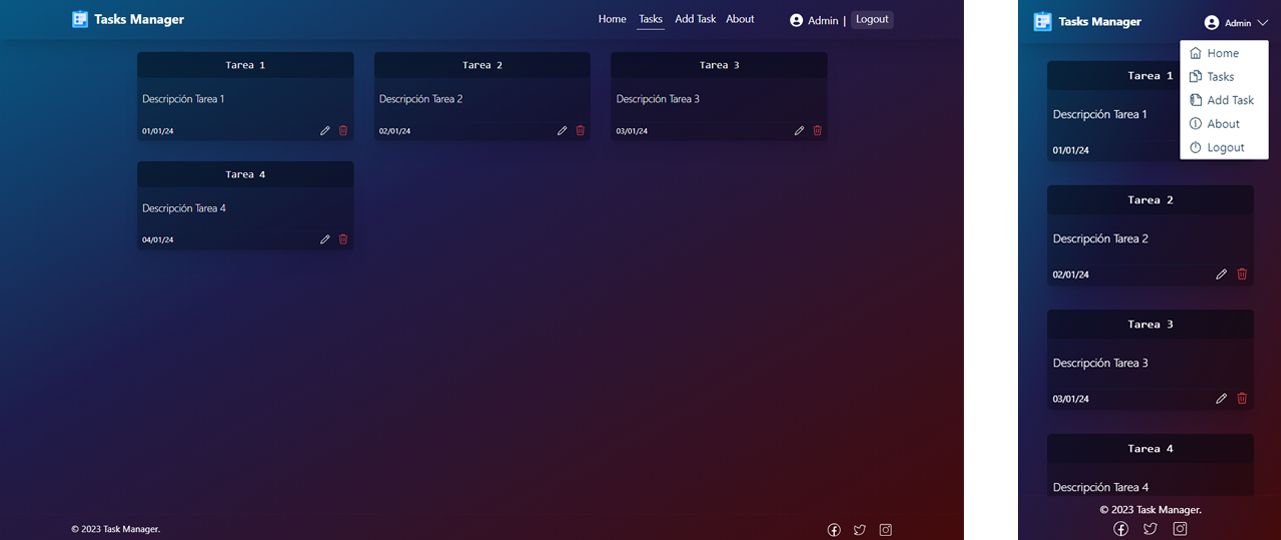 Tasks Manager
Home Tasks Add Task About Admin | Logout
Tarea 1
Descripción Tarea 1
01/01/24
Tarea 2
Descripción Tarea 2
02/01/24
Tarea 3
Descripción Tarea 3
03/01/24
Tarea 4
Descripción Tarea 4
04/01/24
© 2023 Task Manager.
Tasks Manager
Admin
Home
Tasks
Add Task
About
Logout
Tarea 1
Descripción Tarea 1
01/01/24
Tarea 2
Descripción Tarea 2
02/01/24
Tarea 3
Descripción Tarea 3
03/01/24
Tarea 4
Descripción Tarea 4
© 2023 Task Manager.